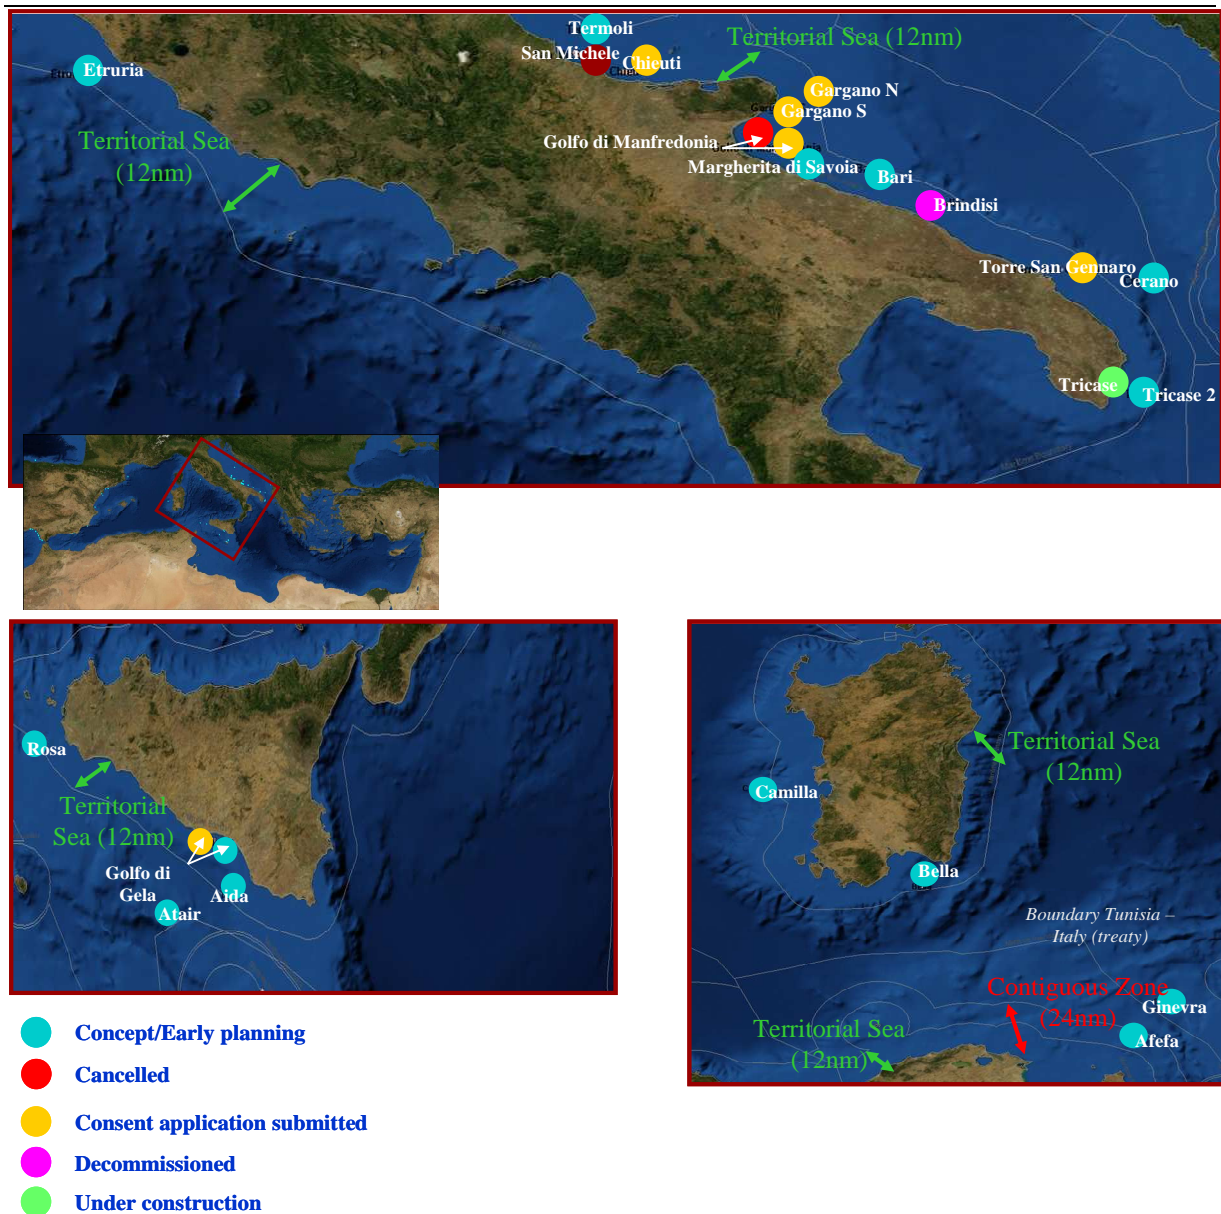 Termoli
San Michele
Chieuti
Territorial Sea (12nm)
Etruria
Gargano N
Gargano S
Territorial Sea
(12nm)
Golfo di Manfredonia
Margherita di Savoia
Bari
Brindisi
Torre San Gennaro
Cerano
Tricase
Tricase 2
Rosa
Territorial
Sea (12nm)
Golfo di
Gela
Aida
Atair
Territorial Sea
(12nm)
Camilla
Bella
Boundary Tunisia –
Italy (treaty)
Contiguous Zone
(24nm)
Ginevra
Territorial Sea
(12nm)
Afefa
Concept/Early planning
Cancelled
Consent application submitted
Decommissioned
Under construction